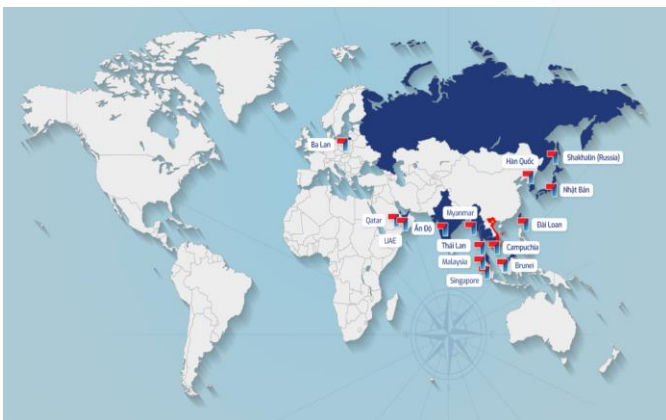 Ba Lan
Hàn Quốc
Shakhalin (Russia)
Nhật Bản
Qatar
UAE
Ấn Độ
Myanmar
Đài Loan
Thái Lan
Campuchia
Malaysia
Brunei
Singapore